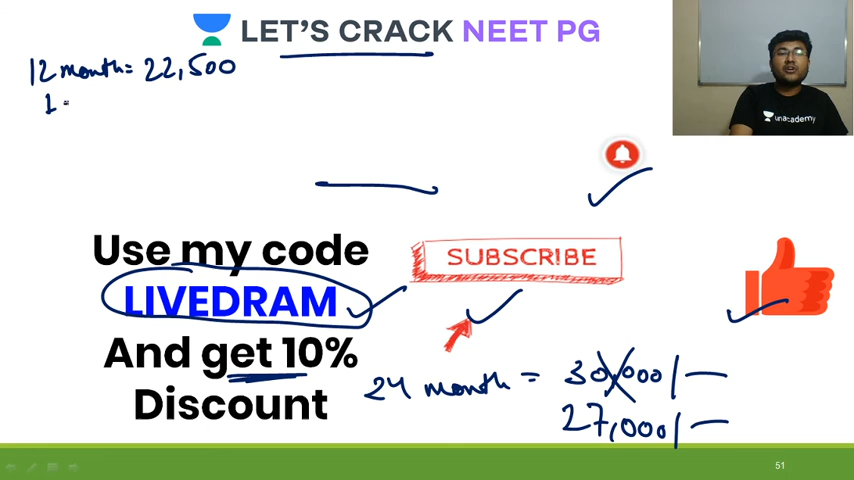 LET'S CRACK NEET PG
12 month = 22,500
1
unacademy
Use my code
LIVEDRAM
And get 10%
Discount
SUBSCRIBE
24 month = 30,000/-
27,000/-
51